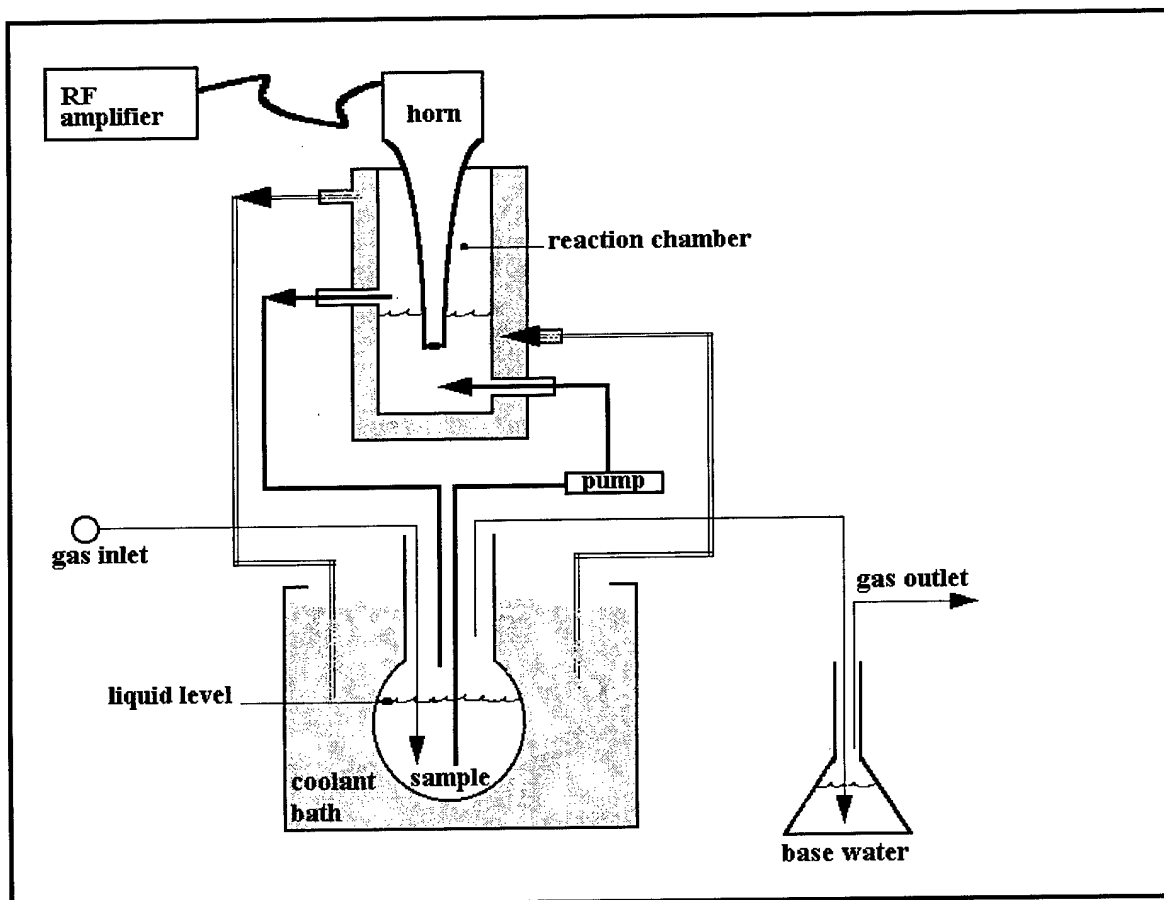 RF
amplifier
horn
reaction chamber
pump
gas inlet
gas outlet
liquid level
sample
coolant
bath
base water